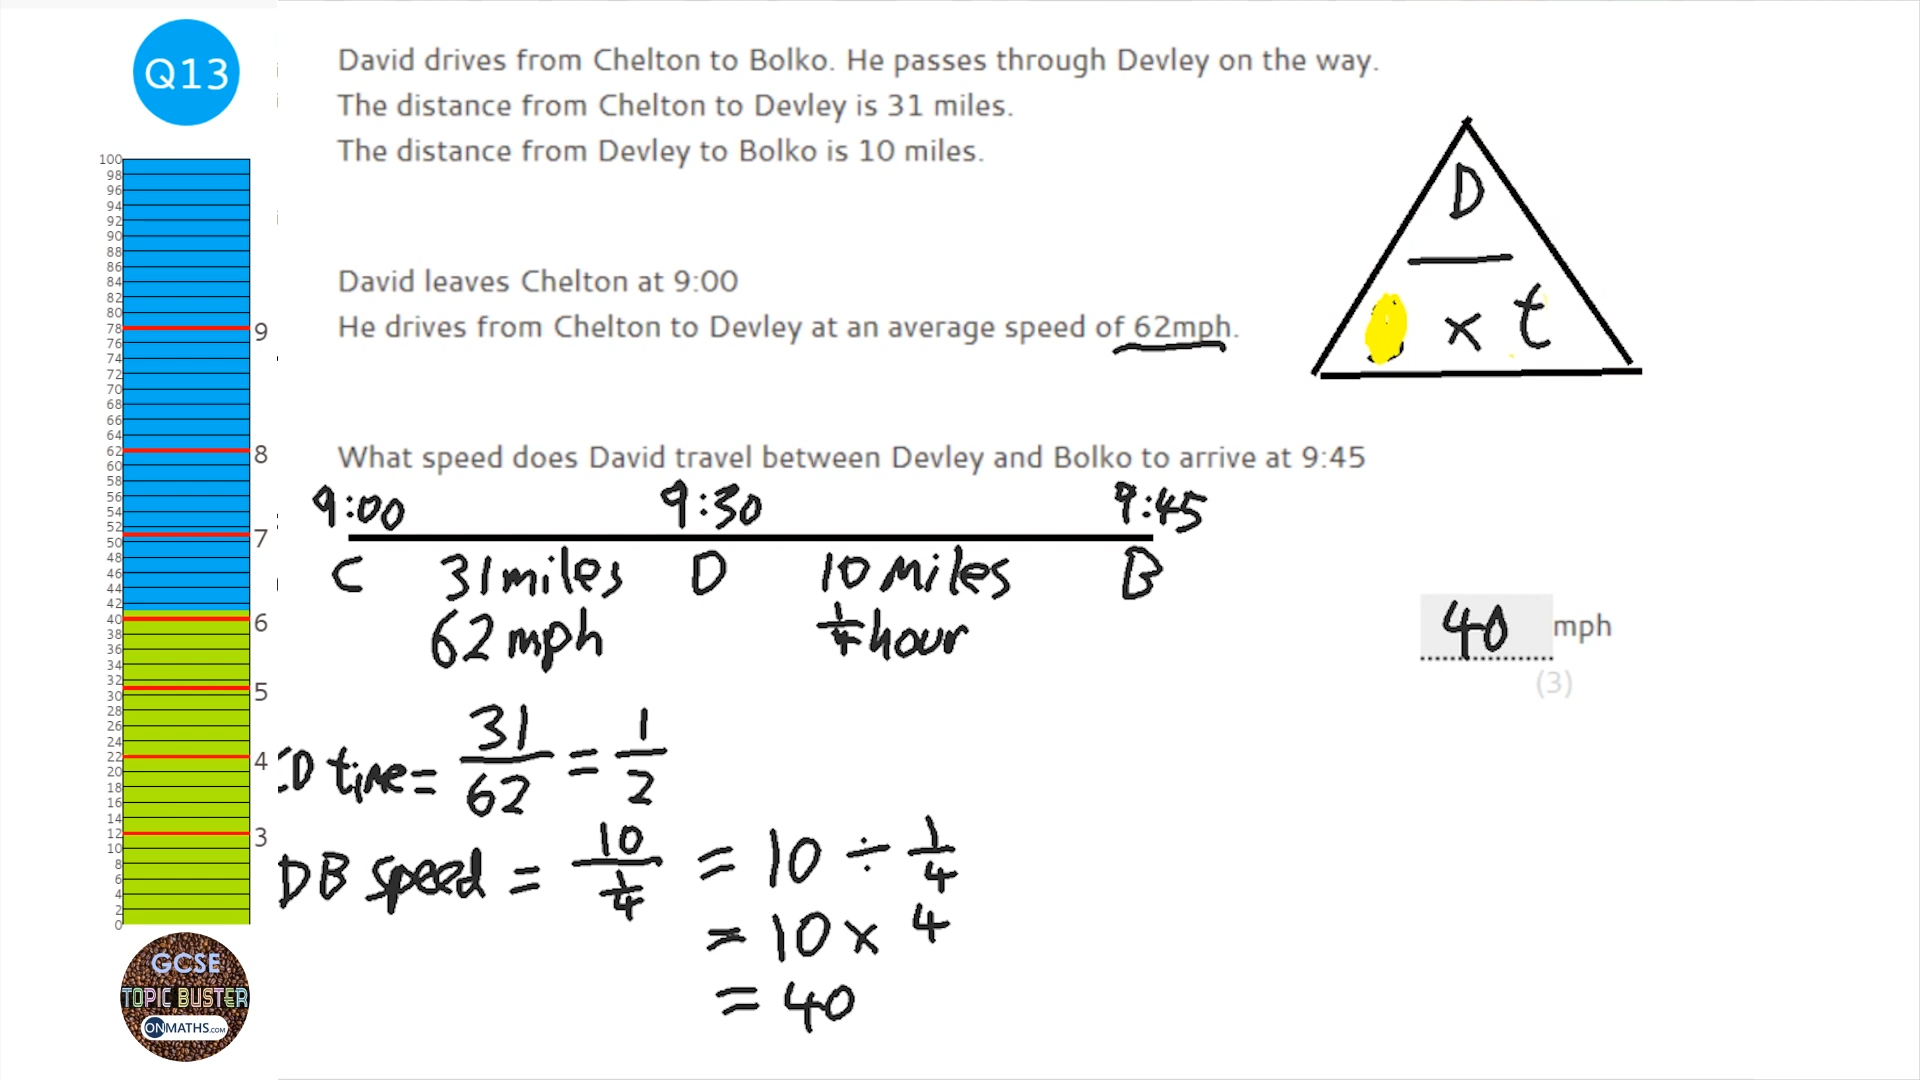 Q13
David drives from Chelton to Bolko. He passes through Devley on the way.
The distance from Chelton to Devley is 31 miles.
The distance from Devley to Bolko is 10 miles.
David leaves Chelton at 9:00
He drives from Chelton to Devley at an average speed of 62mph.
D
x t
What speed does David travel between Devley and Bolko to arrive at 9:45
9:00 9:30 9:45
C 31 miles D 10 Miles B
62 mph 1/4 hour
40 mph
(3)
CD time = 31/62 = 1/2
DB speed = 10/(1/4) = 10 ÷ 1/4
= 10 x 4
= 40
100
98
96
94
92
90
88
86
84
82
80
78 9
76
74
72
70
68
66
64
62 8
60
58
56
54
52
50 7
48
46
44
42
40 6
38
36
34
32
30 5
28
26
24
22 4
20
18
16
14
12 3
10
8
6
4
2
0
GCSE
TOPIC BUSTER
ONMATHS.COM